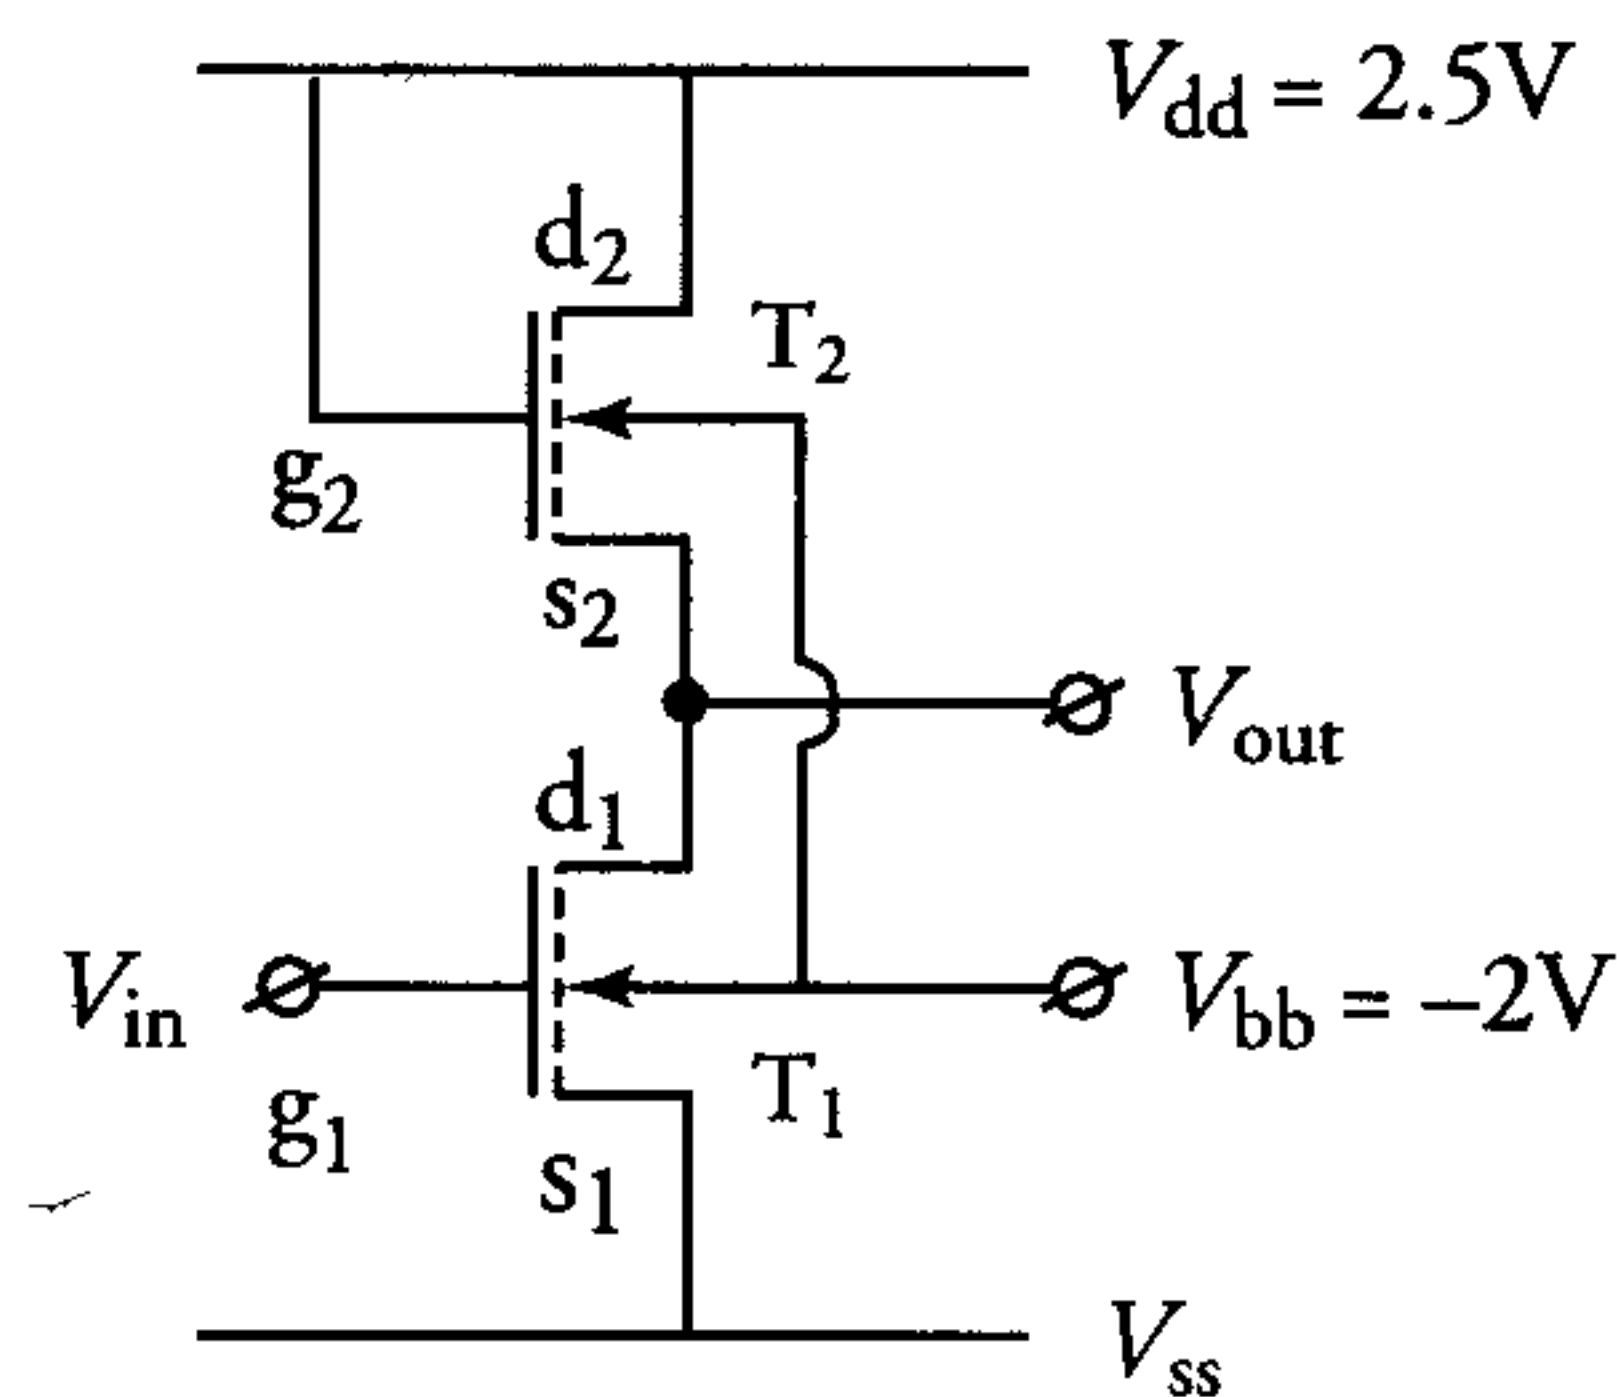 V_dd = 2.5V
d_2
T_2
g_2
s_2
V_out
d_1
V_in
V_bb = –2V
g_1
T_1
s_1
V_ss